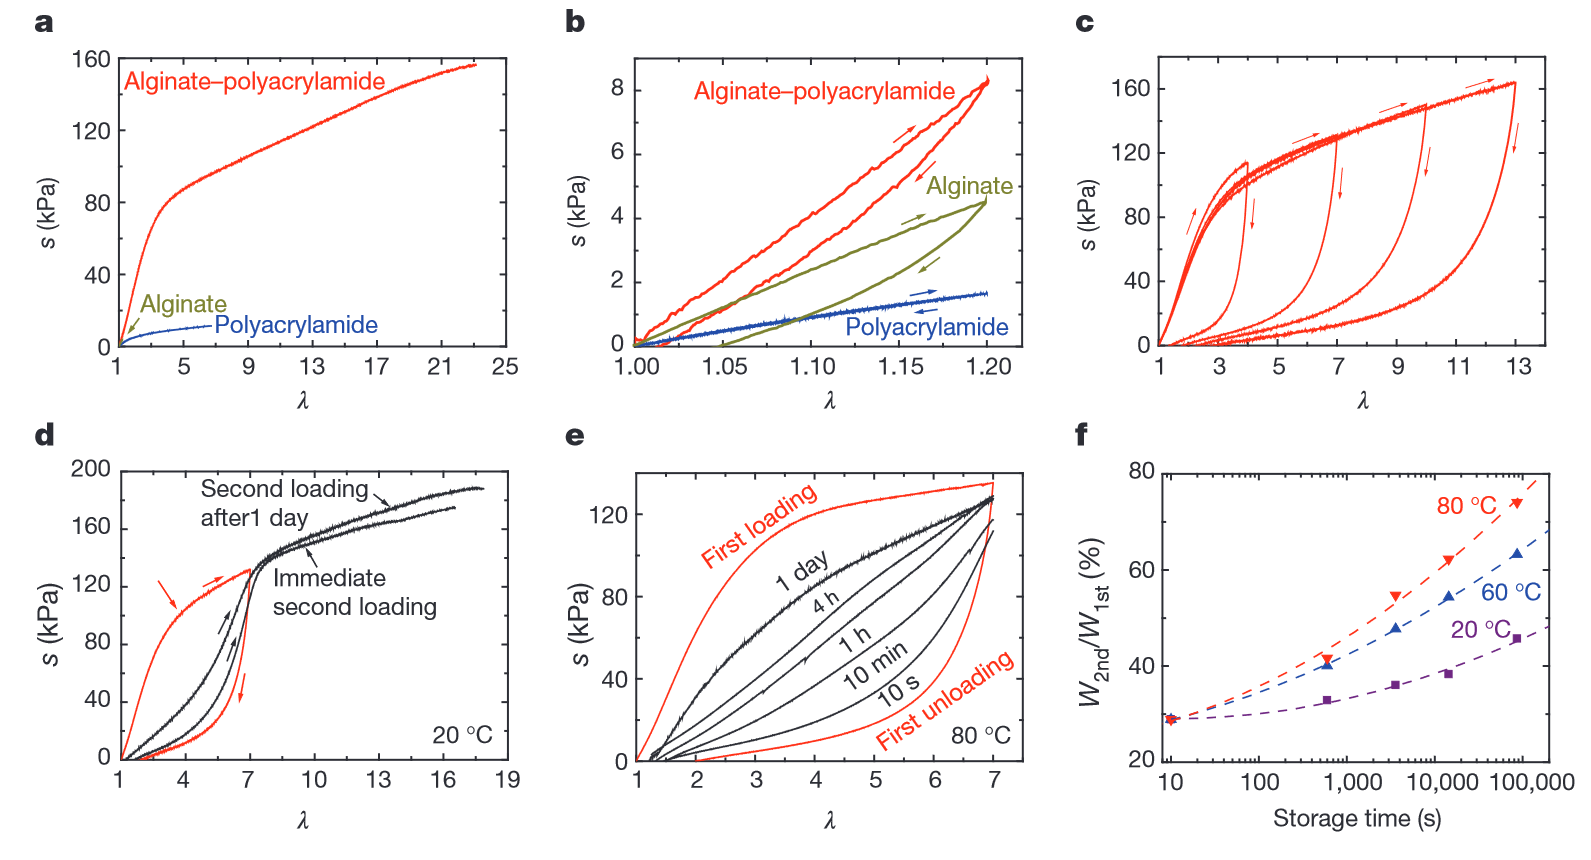 a
160
120
80
40
0
s (kPa)
Alginate–polyacrylamide
Alginate
Polyacrylamide
1 5 9 13 17 21 25
λ
b
8
6
4
2
0
s (kPa)
Alginate–polyacrylamide
Alginate
Polyacrylamide
1.00 1.05 1.10 1.15 1.20
λ
c
160
120
80
40
0
s (kPa)
1 3 5 7 9 11 13
λ
d
200
160
120
80
40
0
s (kPa)
Second loading
after1 day
Immediate
second loading
20 °C
1 4 7 10 13 16 19
λ
e
120
80
40
0
s (kPa)
First loading
1 day
4 h
1 h
10 min
10 s
First unloading
80 °C
1 2 3 4 5 6 7
λ
f
80
60
40
20
W2nd/W1st (%)
80 °C
60 °C
20 °C
10 100 1,000 10,000 100,000
Storage time (s)